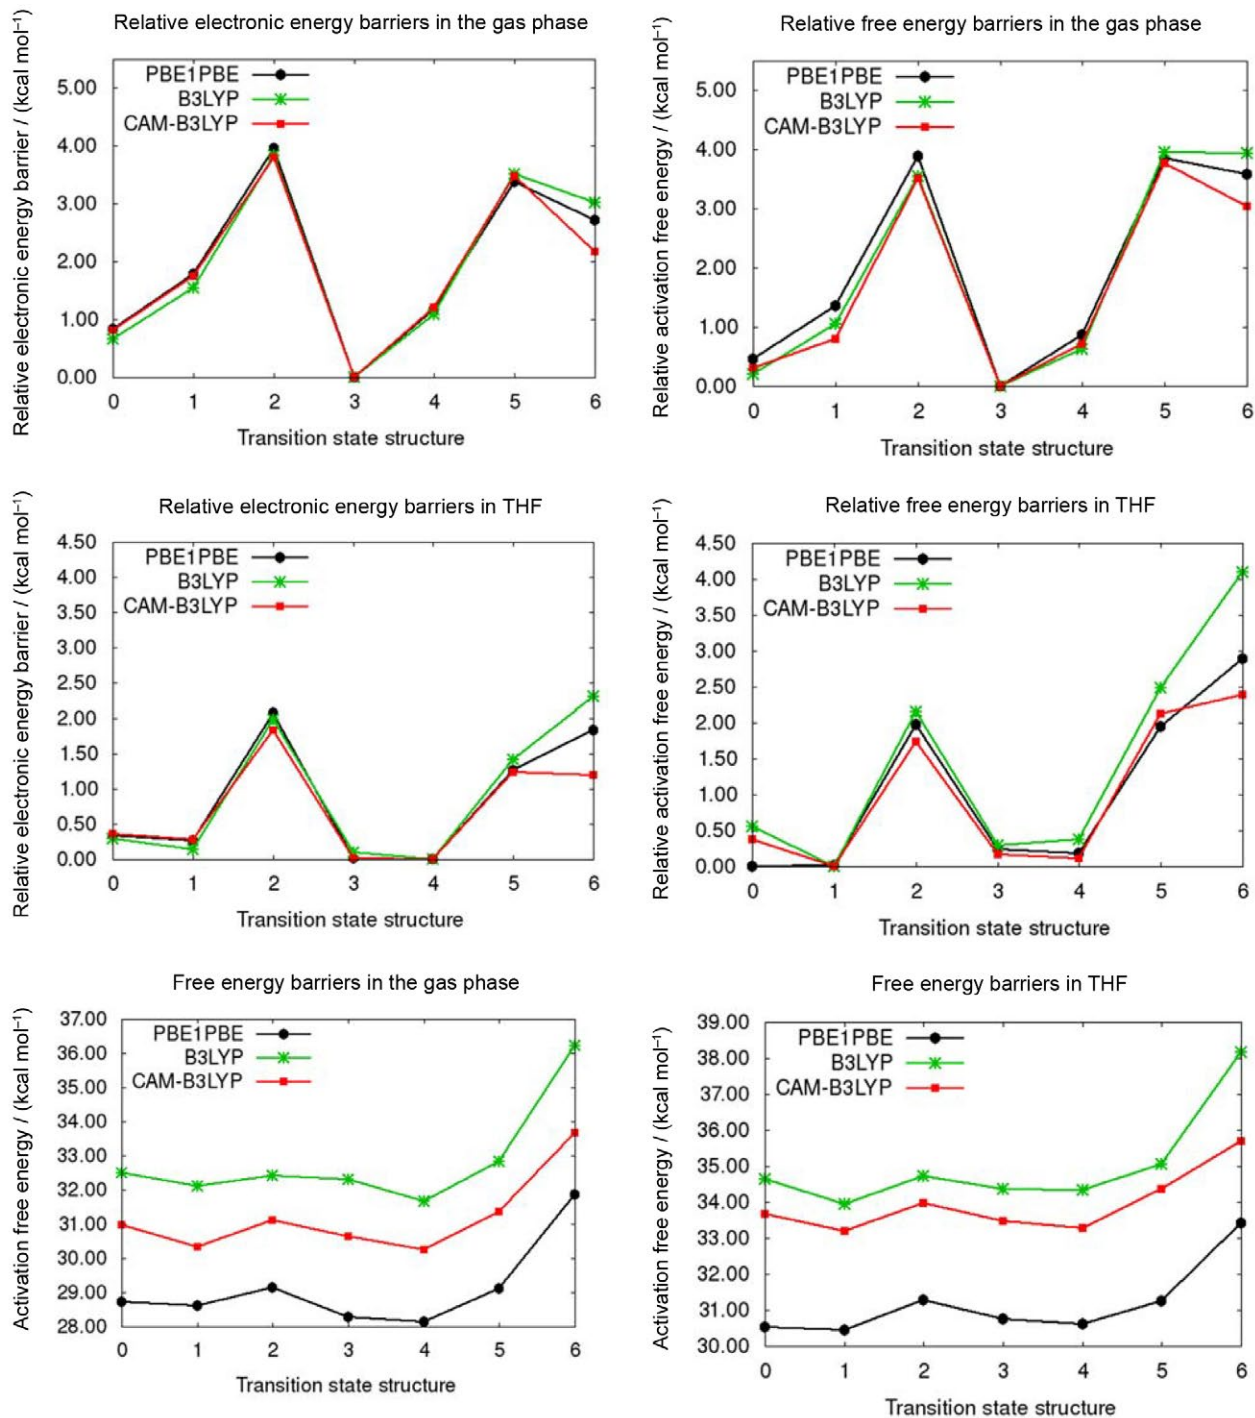 Relative electronic energy barriers in the gas phase
Relative electronic energy barrier / (kcal mol⁻¹)
PBE1PBE
B3LYP
CAM-B3LYP
5.00
4.00
3.00
2.00
1.00
0.00
0 1 2 3 4 5 6
Transition state structure
Relative free energy barriers in the gas phase
Relative activation free energy / (kcal mol⁻¹)
PBE1PBE
B3LYP
CAM-B3LYP
5.00
4.00
3.00
2.00
1.00
0.00
0 1 2 3 4 5 6
Transition state structure
Relative electronic energy barriers in THF
Relative electronic energy barrier / (kcal mol⁻¹)
PBE1PBE
B3LYP
CAM-B3LYP
4.50
4.00
3.50
3.00
2.50
2.00
1.50
1.00
0.50
0.00
0 1 2 3 4 5 6
Transition state structure
Relative free energy barriers in THF
Relative activation free energy / (kcal mol⁻¹)
PBE1PBE
B3LYP
CAM-B3LYP
4.50
4.00
3.50
3.00
2.50
2.00
1.50
1.00
0.50
0.00
0 1 2 3 4 5 6
Transition state structure
Free energy barriers in the gas phase
Activation free energy / (kcal mol⁻¹)
PBE1PBE
B3LYP
CAM-B3LYP
37.00
36.00
35.00
34.00
33.00
32.00
31.00
30.00
29.00
28.00
0 1 2 3 4 5 6
Transition state structure
Free energy barriers in THF
Activation free energy / (kcal mol⁻¹)
PBE1PBE
B3LYP
CAM-B3LYP
39.00
38.00
37.00
36.00
35.00
34.00
33.00
32.00
31.00
30.00
0 1 2 3 4 5 6
Transition state structure